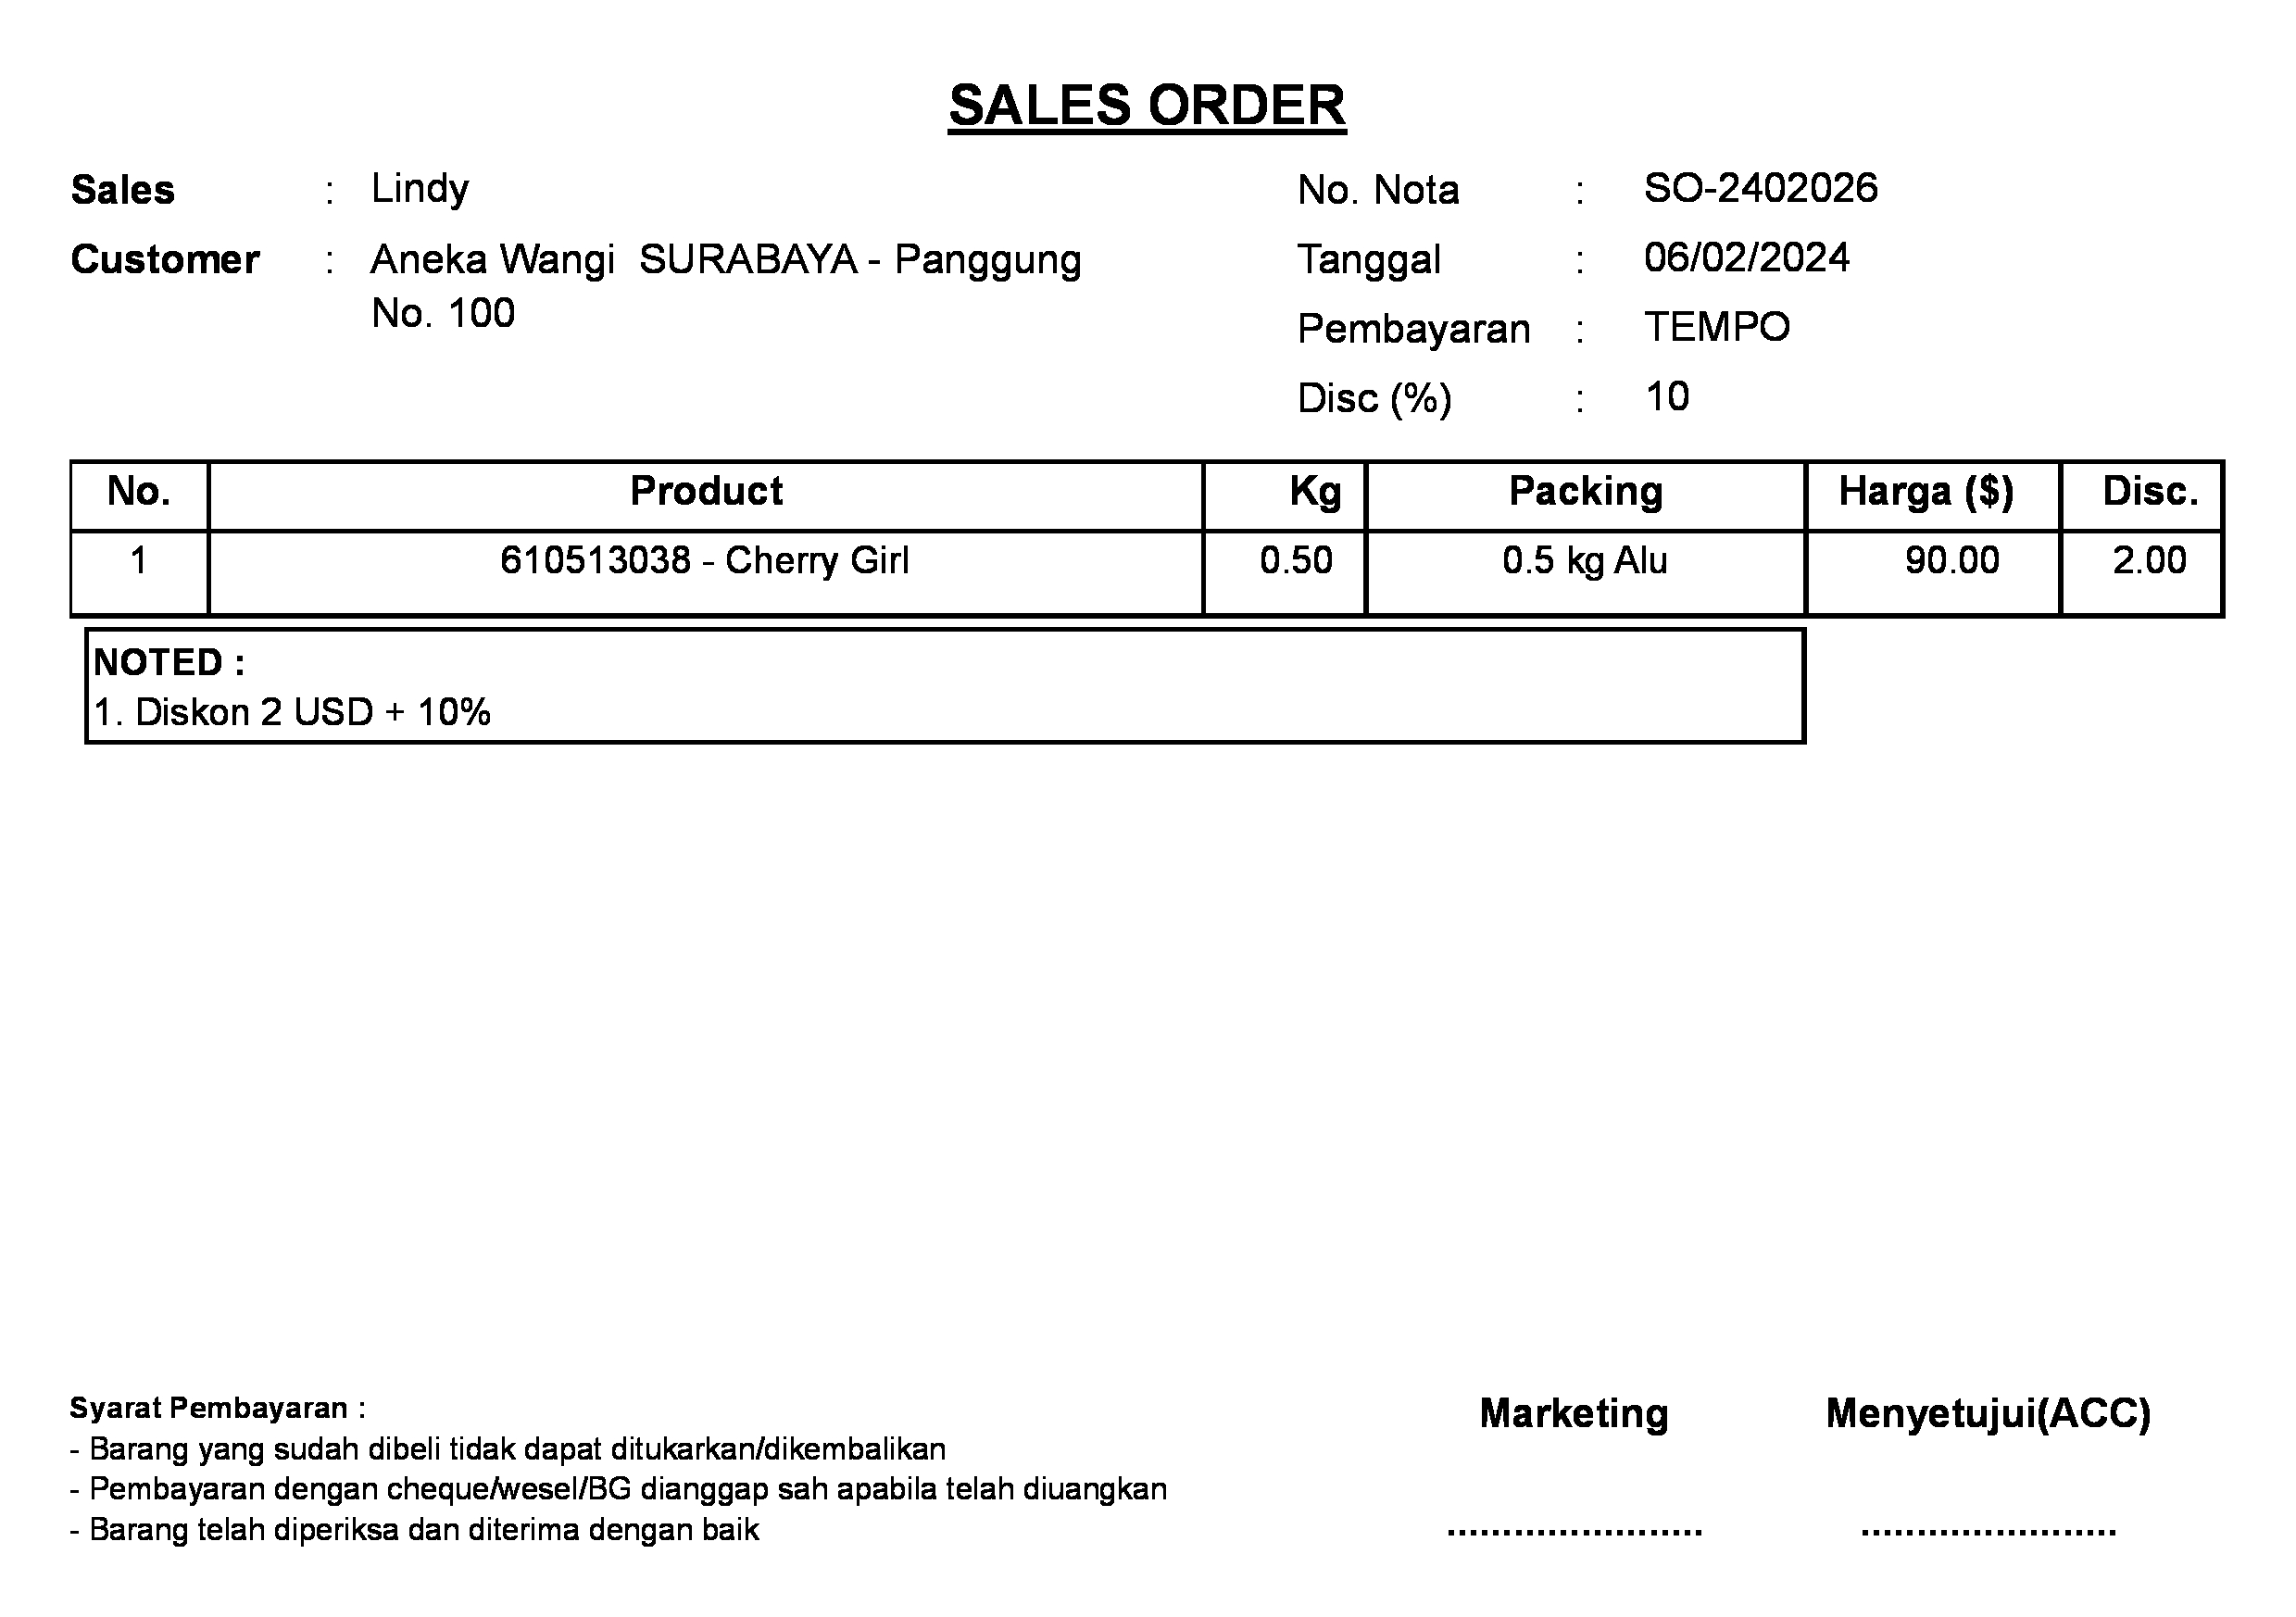 SALES ORDER
Sales : Lindy
No. Nota : SO-2402026
Customer : Aneka Wangi SURABAYA - Panggung
No. 100
Tanggal : 06/02/2024
Pembayaran : TEMPO
Disc (%) : 10
No. Product Kg Packing Harga ($) Disc.
1 610513038 - Cherry Girl 0.50 0.5 kg Alu 90.00 2.00
NOTED :
1. Diskon 2 USD + 10%
Syarat Pembayaran :
- Barang yang sudah dibeli tidak dapat ditukarkan/dikembalikan
- Pembayaran dengan cheque/wesel/BG dianggap sah apabila telah diuangkan
- Barang telah diperiksa dan diterima dengan baik
Marketing Menyetujui(ACC)
....................... .......................